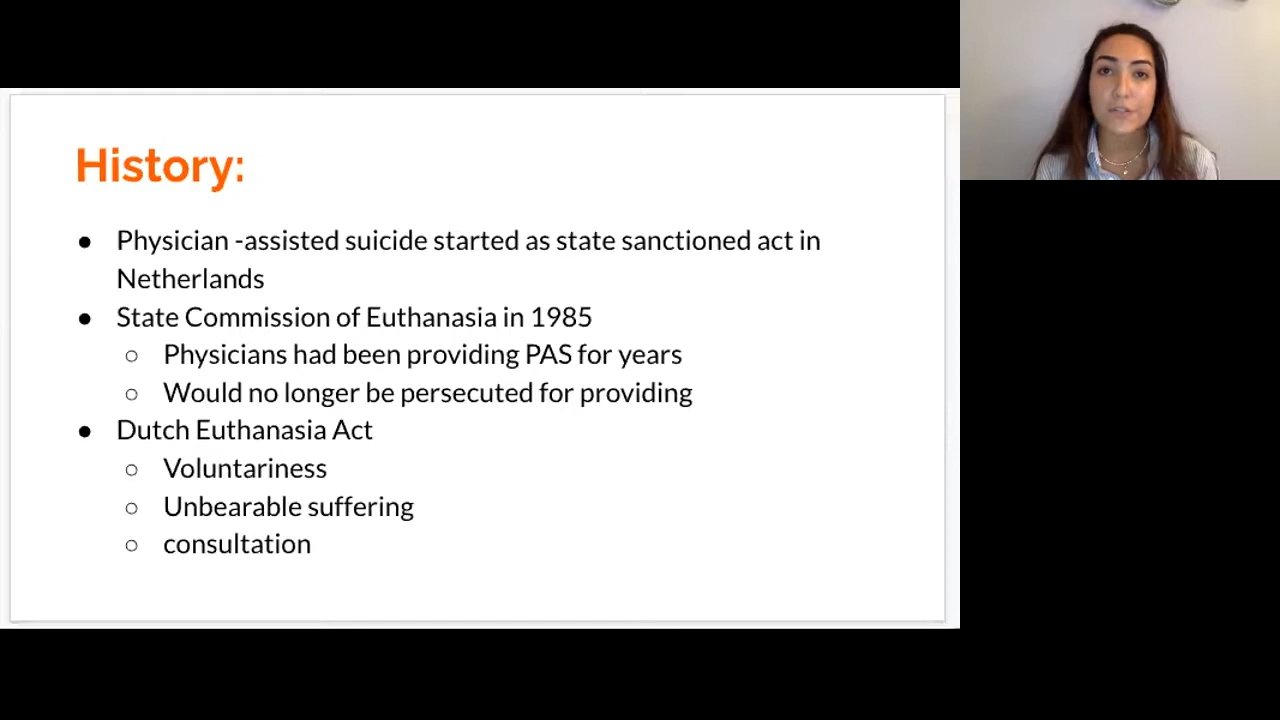 History:
● Physician -assisted suicide started as state sanctioned act in
Netherlands
● State Commission of Euthanasia in 1985
○ Physicians had been providing PAS for years
○ Would no longer be persecuted for providing
● Dutch Euthanasia Act
○ Voluntariness
○ Unbearable suffering
○ consultation